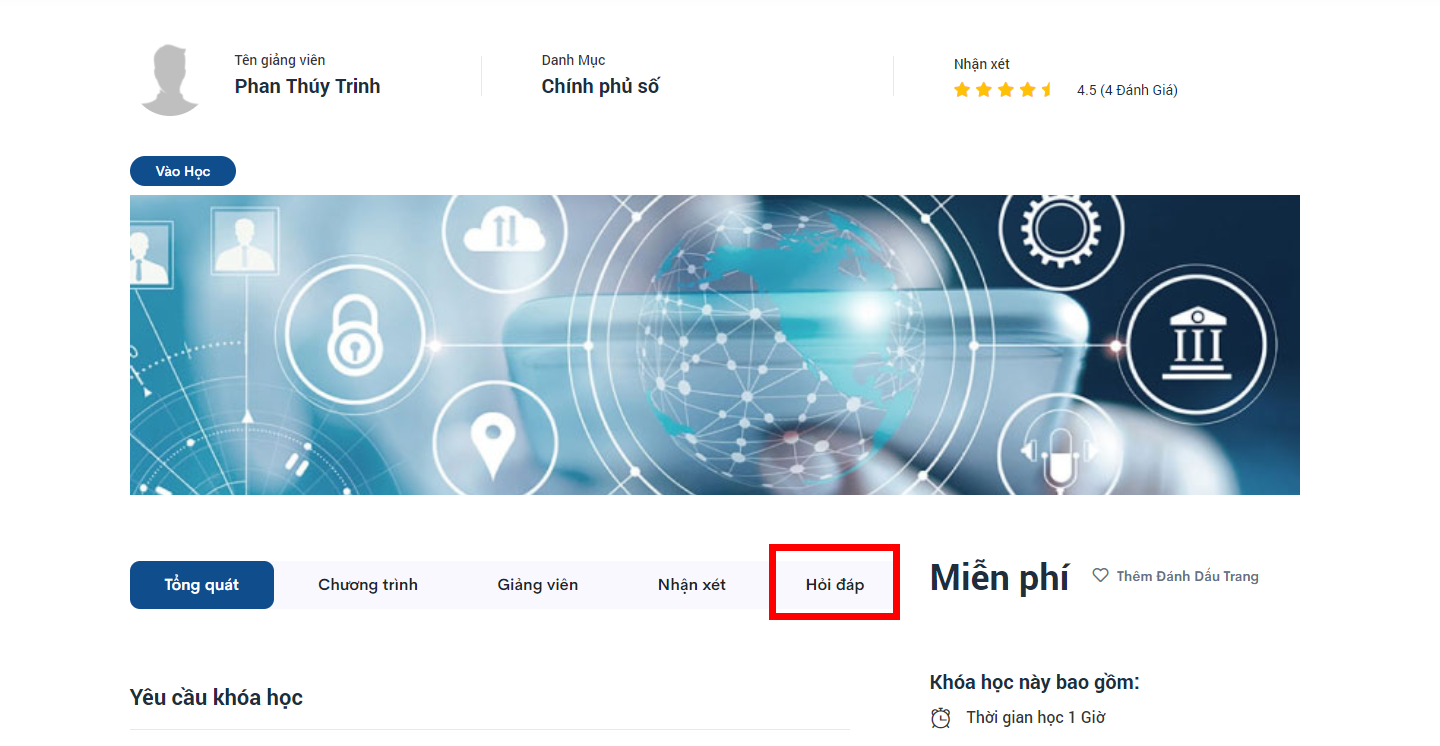 Tên giảng viên
Phan Thúy Trinh
Danh Mục
Chính phủ số
Nhận xét
4.5 (4 Đánh Giá)
Vào Học
Tổng quát
Chương trình
Giảng viên
Nhận xét
Hỏi đáp
Miễn phí
Thêm Đánh Dấu Trang
Yêu cầu khóa học
Khóa học này bao gồm:
Thời gian học 1 Giờ